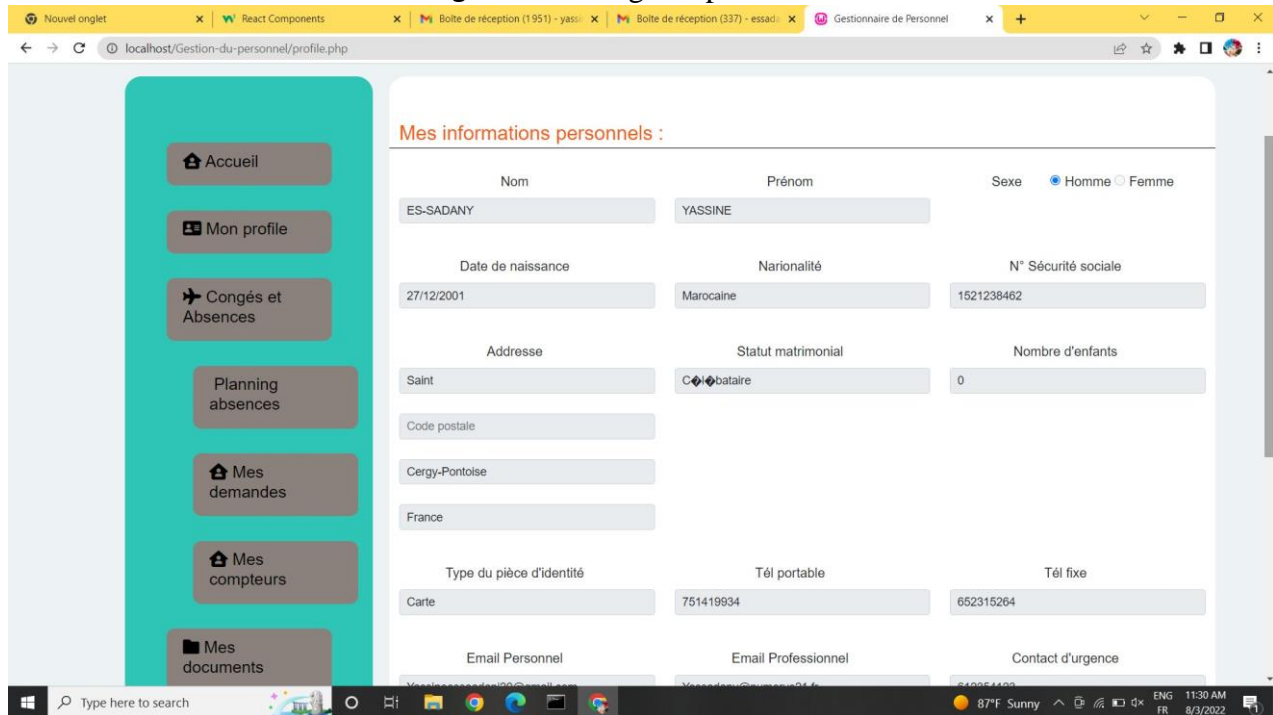 Nouvel onglet
React Components
Boîte de réception (1 951) - yassi
Boîte de réception (337) - essada
Gestionnaire de Personnel
localhost/Gestion-du-personnel/profile.php
Accueil
Mon profile
Congés et
Absences
Planning
absences
Mes
demandes
Mes
compteurs
Mes
documents
Mes informations personnels :
Nom
Prénom
Sexe Homme Femme
ES-SADANY
YASSINE
Date de naissance
Narionalité
N° Sécurité sociale
27/12/2001
Marocaine
1521238462
Addresse
Statut matrimonial
Nombre d'enfants
Saint
C�l�bataire
0
Code postale
Cergy-Pontoise
France
Type du pièce d'identité
Tél portable
Tél fixe
Carte
751419934
652315264
Email Personnel
Email Professionnel
Contact d'urgence
Type here to search
87°F Sunny
ENG
FR
11:30 AM
8/3/2022